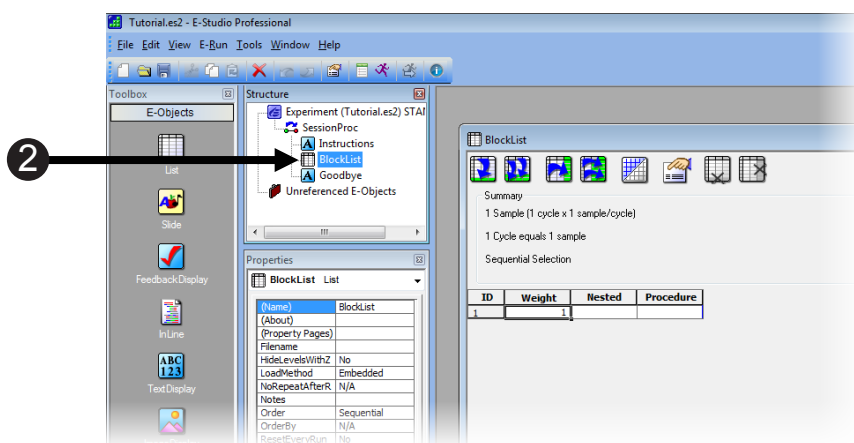 Tutorial.es2 - E-Studio Professional
File Edit View E-Run Tools Window Help
Toolbox
E-Objects
List
Slide
FeedbackDisplay
InLine
ABC
123
TextDisplay
2
Structure
Experiment (Tutorial.es2) STA
SessionProc
A Instructions
BlockList
A Goodbye
Unreferenced E-Objects
Properties
BlockList List
(Name) BlockList
(About)
(Property Pages)
Filename
HideLevelsWithZ No
LoadMethod Embedded
NoRepeatAfterR N/A
Notes
Order Sequential
OrderBy N/A
ResetEveryRun No
BlockList
Summary
1 Sample (1 cycle x 1 sample/cycle)
1 Cycle equals 1 sample
Sequential Selection
ID Weight Nested Procedure
1 1